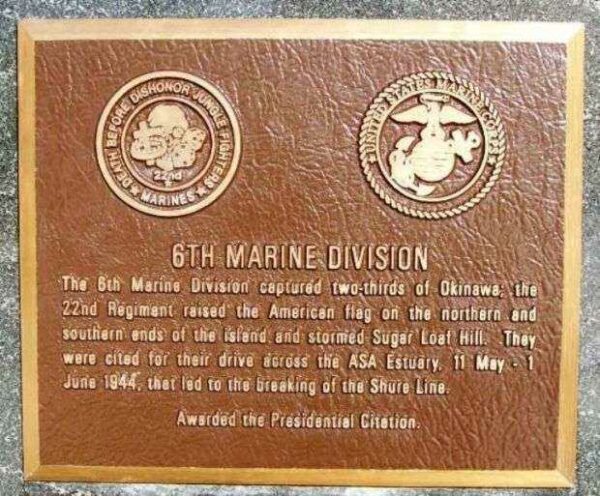 DEATH BEFORE DISHONOR JUNGLE FIGHTERS
22nd
MARINES
UNITED STATES MARINE CORPS
6TH MARINE DIVISION
The 6th Marine Division captured two-thirds of Okinawa; the
22nd Regiment raised the American flag on the northern and
southern ends of the island and stormed Sugar Loaf Hill. They
were cited for their drive across the ASA Estuary, 11 May - 1
June 1944, that led to the breaking of the Shure Line.
Awarded the Presidential Citation.